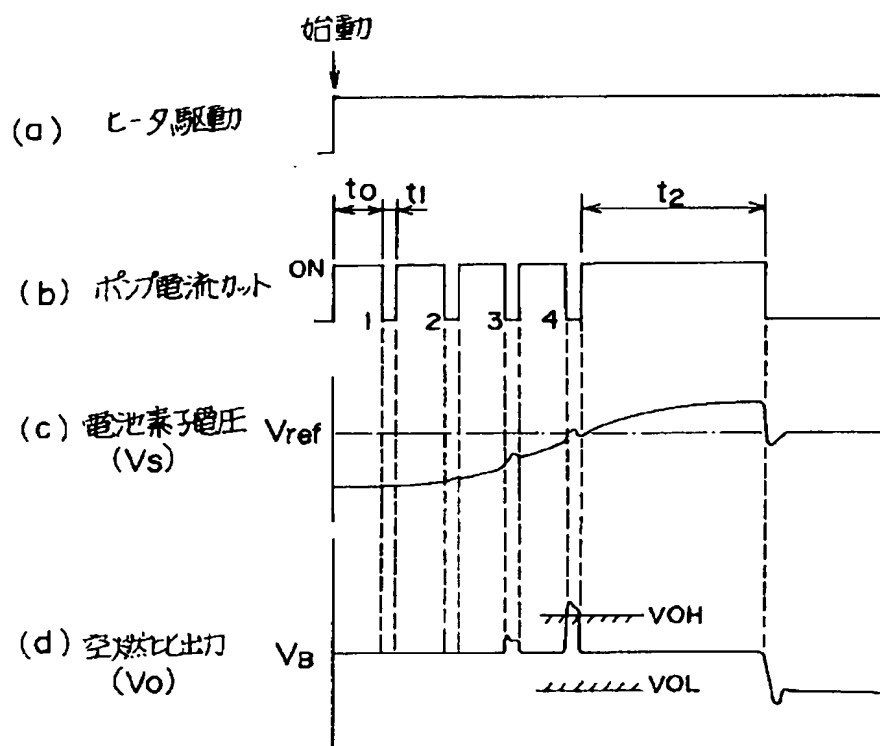 始動
(a) ヒータ駆動
to t1 t2
ON
(b) ポンプ電流カット
1 2 3 4
(c) 電池素子電圧
(Vs)
Vref
VOH
(d) 空燃比出力
(Vo)
VB
VOL